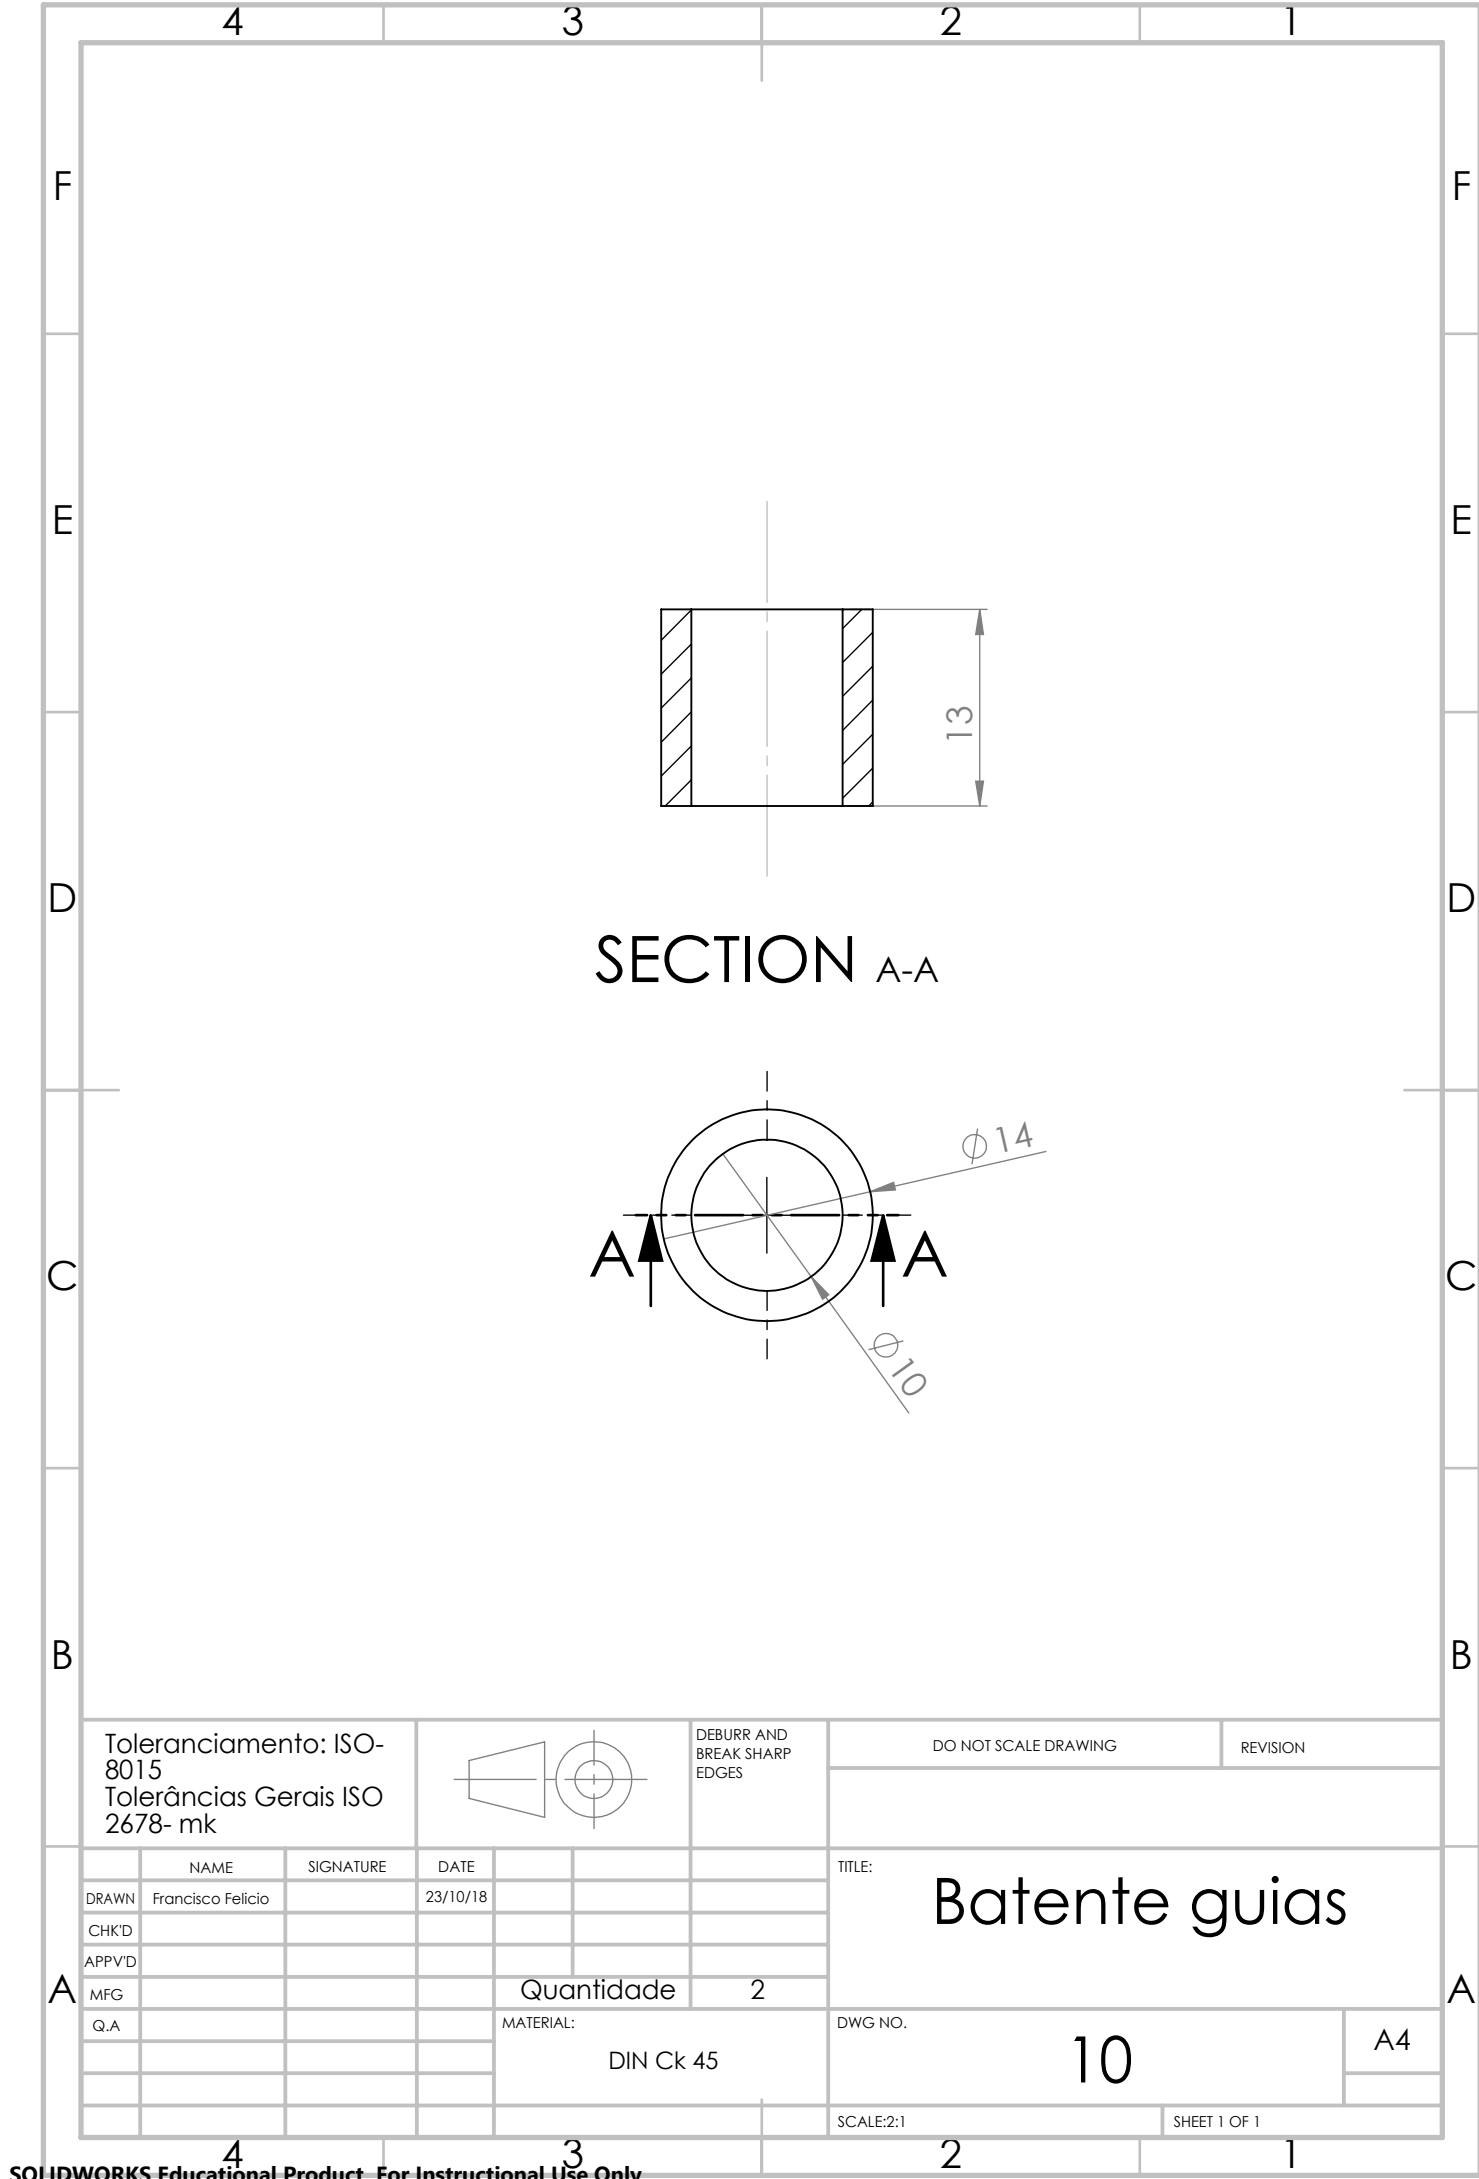 4 3 2 1
F F
E E
13
D D
SECTION A-A
⌀14
A A
C C
⌀10
B B
Toleranciamento: ISO-
8015
Tolerâncias Gerais ISO
2678- mk
DEBURR AND
BREAK SHARP
EDGES
DO NOT SCALE DRAWING
REVISION
NAME SIGNATURE DATE
TITLE:
Batente guias
DRAWN Francisco Felicio 23/10/18
CHK'D
APPV'D
A A
MFG
Quantidade 2
Q.A
MATERIAL:
DIN Ck 45
DWG NO.
10
A4
SCALE:2:1
SHEET 1 OF 1
4 3 2 1
SOLIDWORKS Educational Product. For Instructional Use Only.